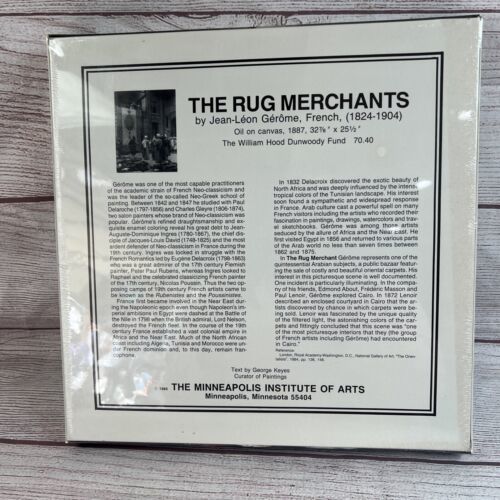 THE RUG MERCHANTS
by Jean-Léon Gérôme, French, (1824-1904)
Oil on canvas, 1887, 32⅞" x 25½"
The William Hood Dunwoody Fund 70.40
Gérôme was one of the most capable practitioners
of the academic strain of French Neo-classicism and
was the leader of the so-called Neo-Greek school of
painting. Between 1842 and 1847 he studied with Paul
Delaroche (1797-1856) and Charles Gleyre (1806-1874),
two salon painters whose brand of Neo-classicism was
popular. Gérôme's refined draughtsmanship and ex-
quisite enamel coloring reveal his great debt to Jean-
Auguste-Dominique Ingres (1780-1867), the chief dis-
ciple of Jacques-Louis David (1748-1825) and the most
ardent defender of Neo-classicism in France during the
19th century. Ingres was locked in struggle with the
French Romantics led by Eugène Delacroix (1798-1863)
who was a great admirer of the 17th century Flemish
painter, Peter Paul Rubens, whereas Ingres looked to
Raphael and the celebrated classicizing French painter
of the 17th century, Nicolas Poussin. Thus the two op-
posing camps of 19th century French artists came to
be known as the Rubenistes and the Poussinistes.
France first became involved in the Near East dur-
ing the Napoleonic epoch even though Napoleon's im-
perial ambitions in Egypt were dashed at the Battle of
the Nile in 1798 when the British admiral, Lord Nelson,
destroyed the French fleet. In the course of the 19th
century France established a vast colonial empire in
Africa and the Near East. Much of the North African
coast including Algeria, Tunisia and Morocco were un-
der French dominion and, to this day, remain fran-
cophone.
In 1832 Delacroix discovered the exotic beauty of
North Africa and was deeply influenced by the intense
tropical colors of the Tunisian landscape. His interest
soon found a sympathetic and widespread response
in France. Arab culture cast a powerful spell on many
French visitors including the artists who recorded their
fascination in paintings, drawings, watercolors and tra-
vel sketchbooks. Gérôme was among those artists
seduced by the allure of Africa and the Near East. He
first visited Egypt in 1856 and returned to various parts
of the Arab world no less than seven times between
1862 and 1875.
In The Rug Merchant Gérôme represents one of the
quintessential Arabian subjects, a public bazaar featur-
ing the sale of costly and beautiful oriental carpets. His
interest in this picturesque scene is well documented.
One incident is particularly illuminating. In the compa-
ny of his friends, Edmond About, Frédéric Masson and
Paul Lenoir, Gérôme explored Cairo. In 1872 Lenoir
described an enclosed courtyard in Cairo that the ar-
tists discovered by chance in which carpets were be-
ing sold. Lenoir was fascinated by the unique quality
of the filtered light, the astonishing colors of the car-
pets and fittingly concluded that this scene was "one
of the most picturesque interiors that they (the group
of French artists including Gérôme) had encountered
in Cairo."
Reference:
London, Royal Academy-Washington, D.C., National Gallery of Art, "The Orien-
talists", 1984, pp. 138, 148.
Text by George Keyes
Curator of Paintings
THE MINNEAPOLIS INSTITUTE OF ARTS
Minneapolis, Minnesota 55404